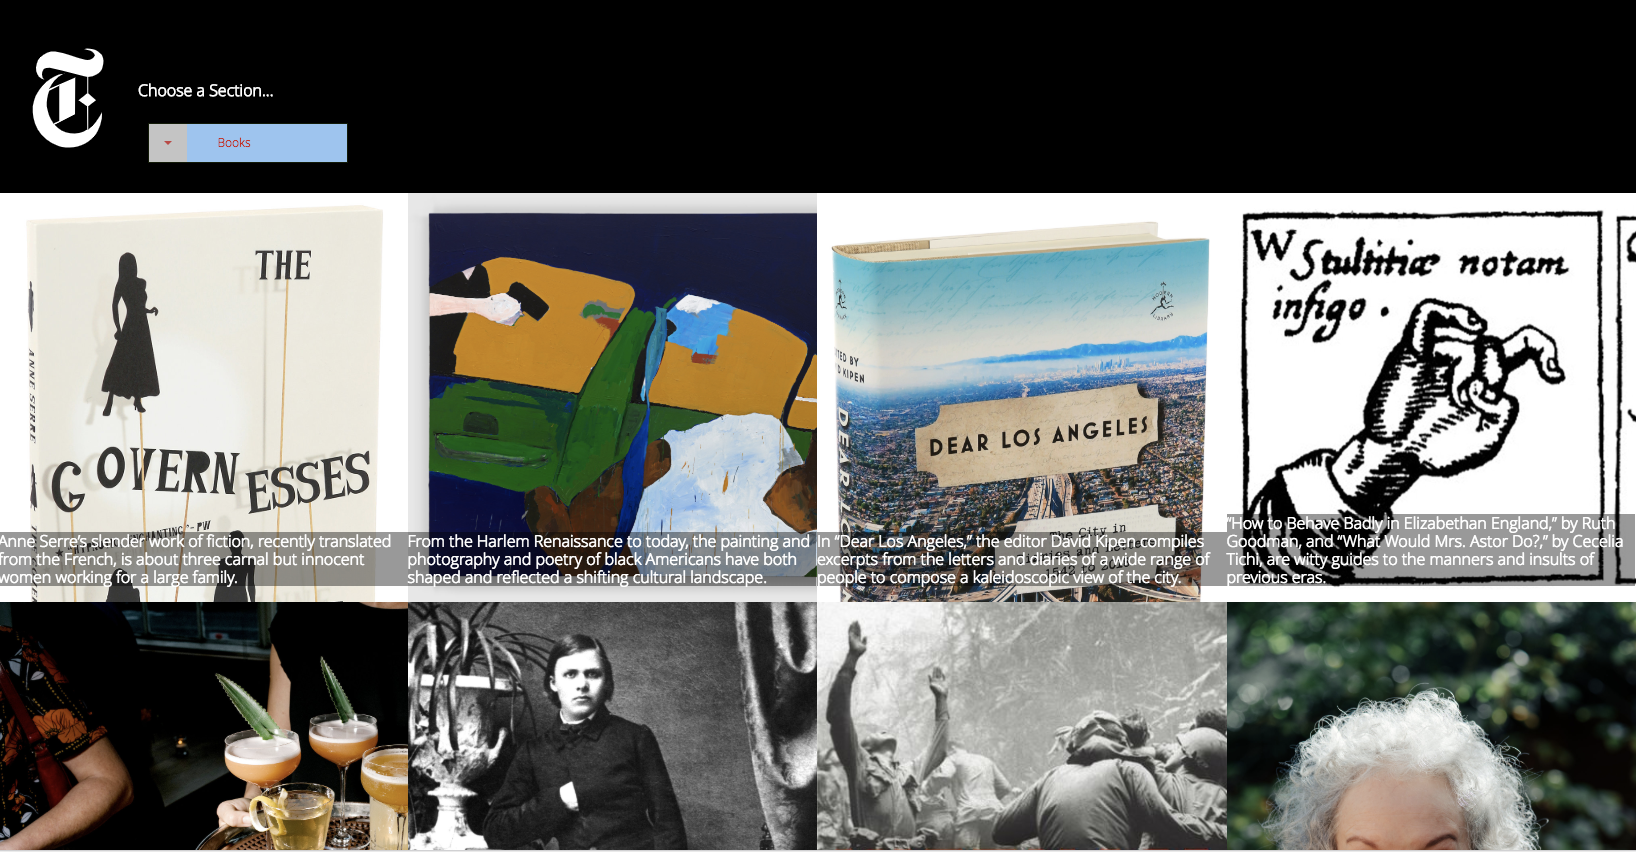 T
Choose a Section...
Books
THE
GOVERNESSES
ANNE SERRE
Anne Serre's slender work of fiction, recently translated
from the French, is about three carnal but innocent
women working for a large family.
From the Harlem Renaissance to today, the painting and
photography and poetry of black Americans have both
shaped and reflected a shifting cultural landscape.
DEAR LOS ANGELES
The City in
In “Dear Los Angeles,” the editor David Kipen compiles
excerpts from the letters and diaries of a wide range of
people to compose a kaleidoscopic view of the city.
W Stultitiæ notam
infigo .
“How to Behave Badly in Elizabethan England,” by Ruth
Goodman, and “What Would Mrs. Astor Do?,” by Cecelia
Tichi, are witty guides to the manners and insults of
previous eras.